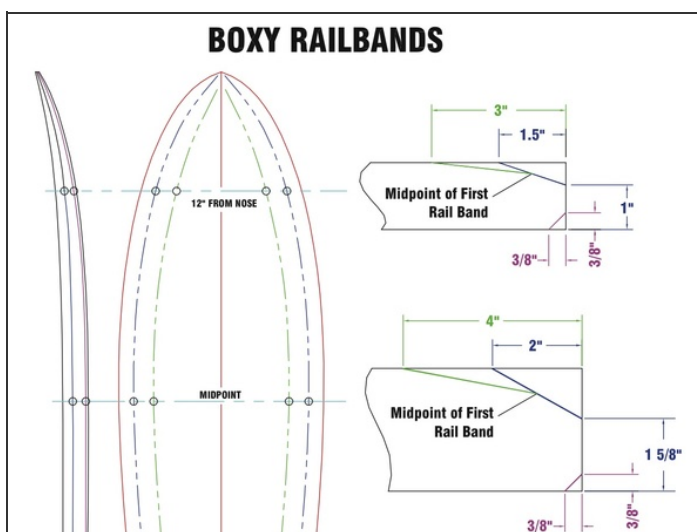 BOXY RAILBANDS
3"
1.5"
Midpoint of First
Rail Band
1"
3/8"
3/8"
12" FROM NOSE
4"
2"
MIDPOINT
Midpoint of First
Rail Band
1 5/8"
3/8"
3/8"